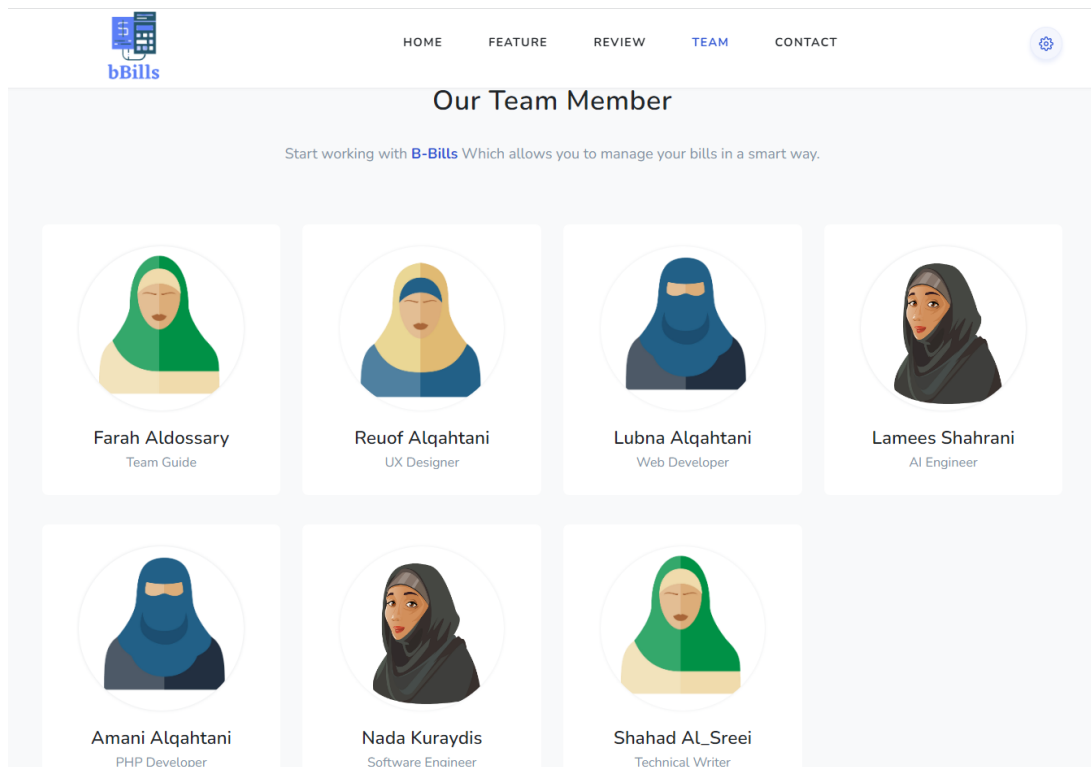 bBills
HOME FEATURE REVIEW TEAM CONTACT
Our Team Member
Start working with B-Bills Which allows you to manage your bills in a smart way.
Farah Aldossary
Team Guide
Reuof Alqahtani
UX Designer
Lubna Alqahtani
Web Developer
Lamees Shahrani
AI Engineer
Amani Alqahtani
PHP Developer
Nada Kuraydis
Software Engineer
Shahad Al_Sreei
Technical Writer